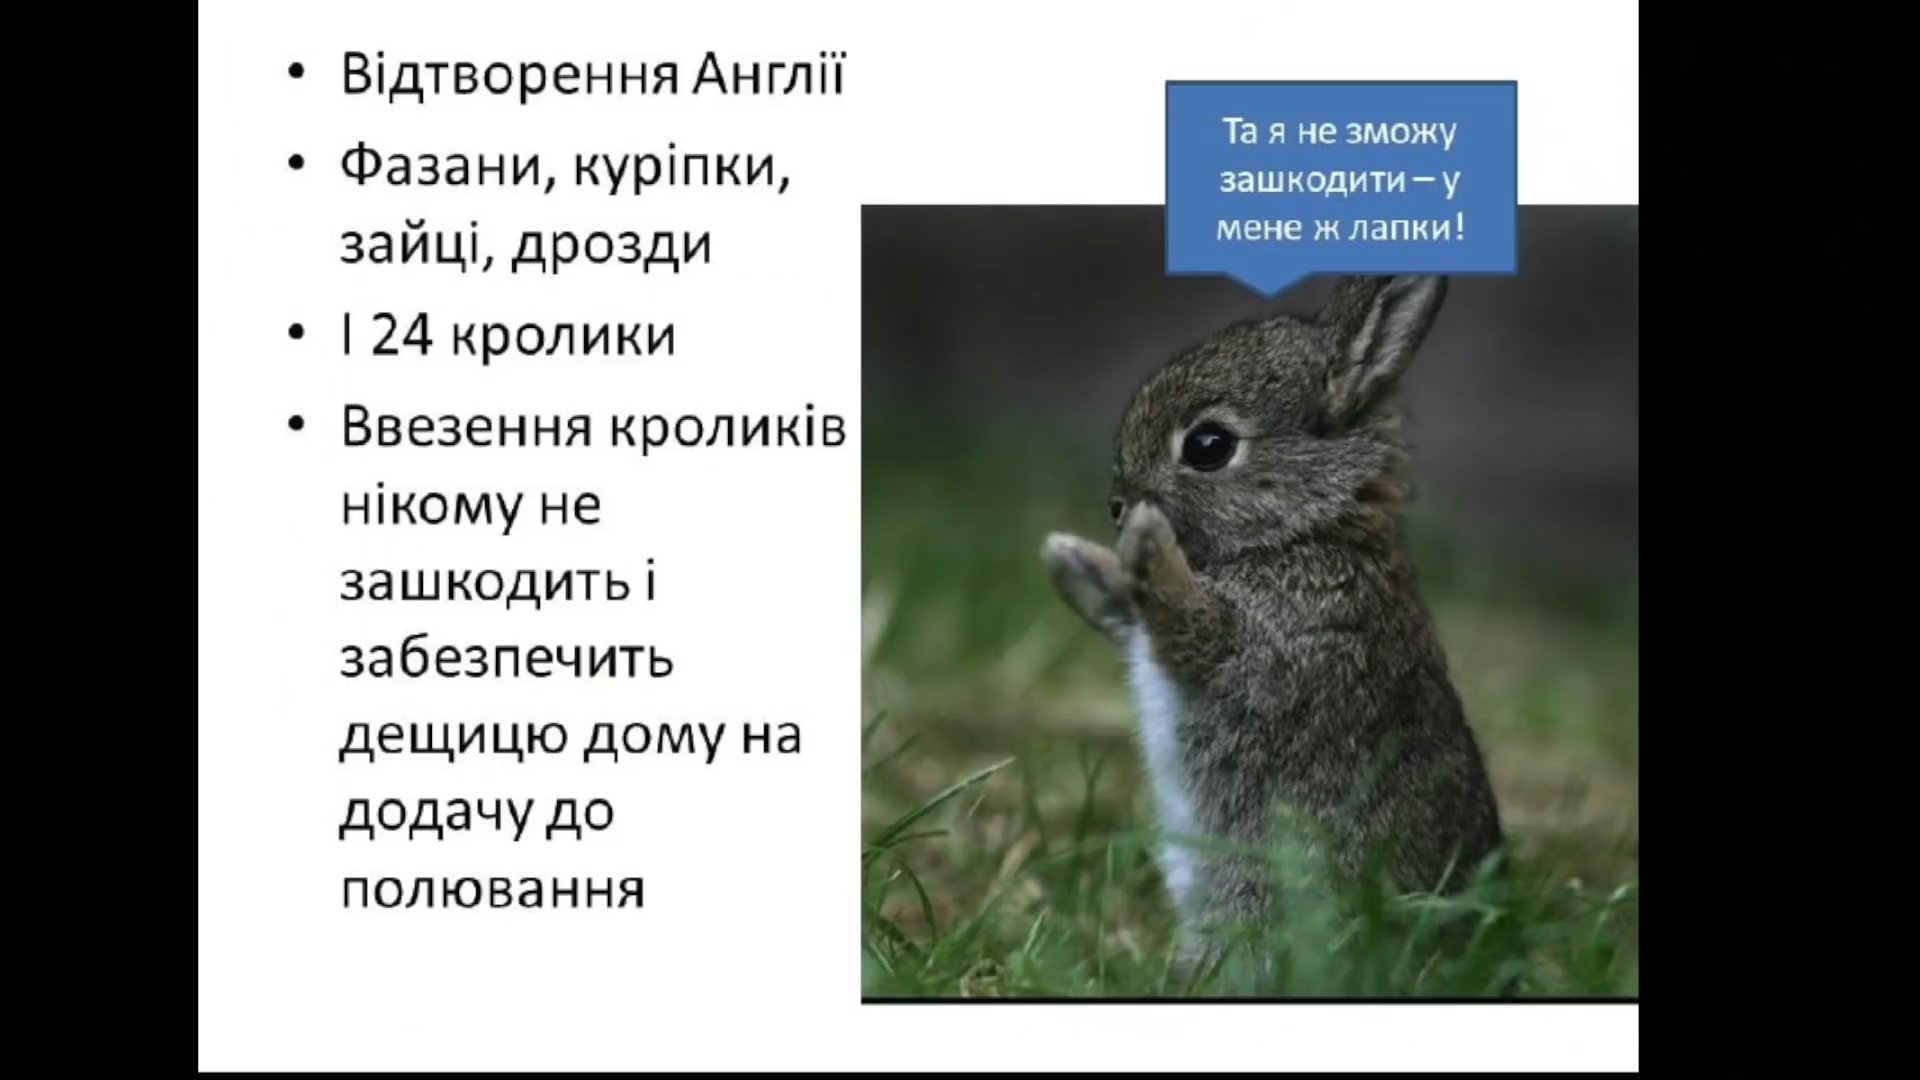 • Відтворення Англії
• Фазани, куріпки,
зайці, дрозди
• І 24 кролики
• Ввезення кроликів
нікому не
зашкодить і
забезпечить
дещицю дому на
додачу до
полювання
Та я не зможу
зашкодити – у
мене ж лапки!